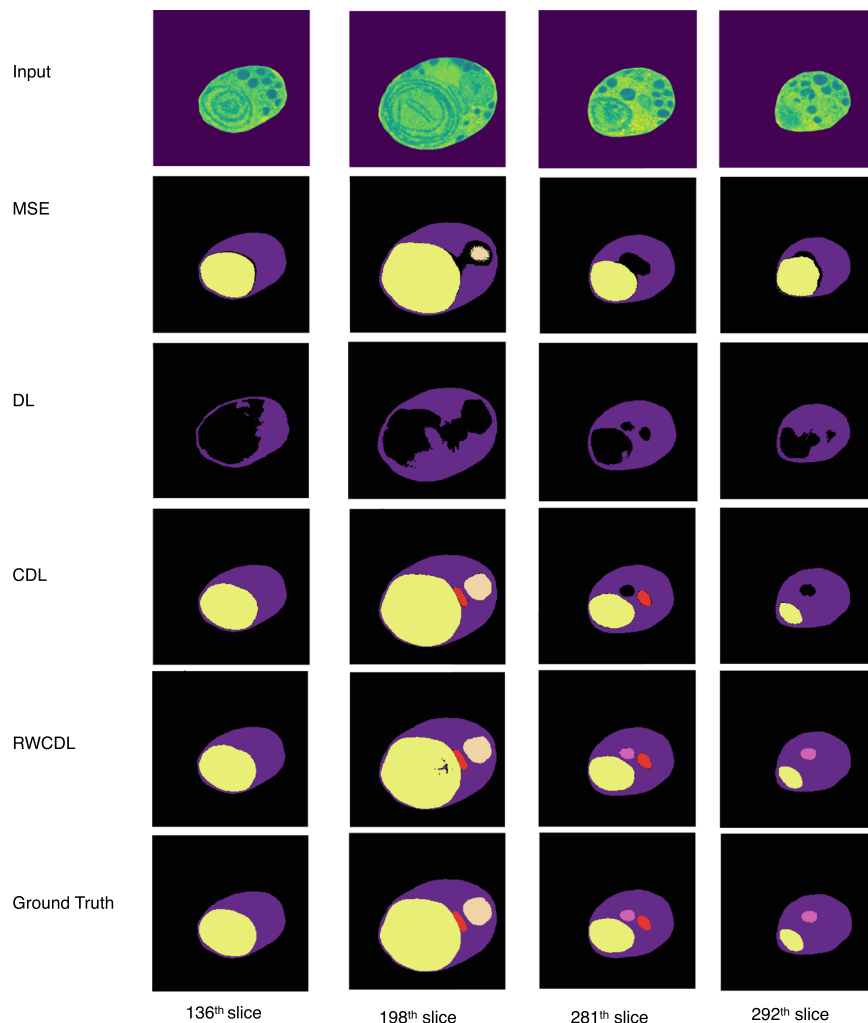 Input
MSE
DL
CDL
RWCDL
Ground Truth
136th slice
198th slice
281th slice
292th slice